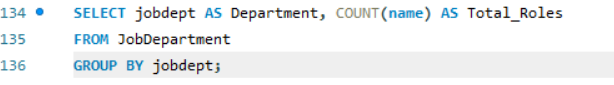 134 SELECT jobdept AS Department, COUNT(name) AS Total_Roles
135 FROM JobDepartment
136 GROUP BY jobdept;